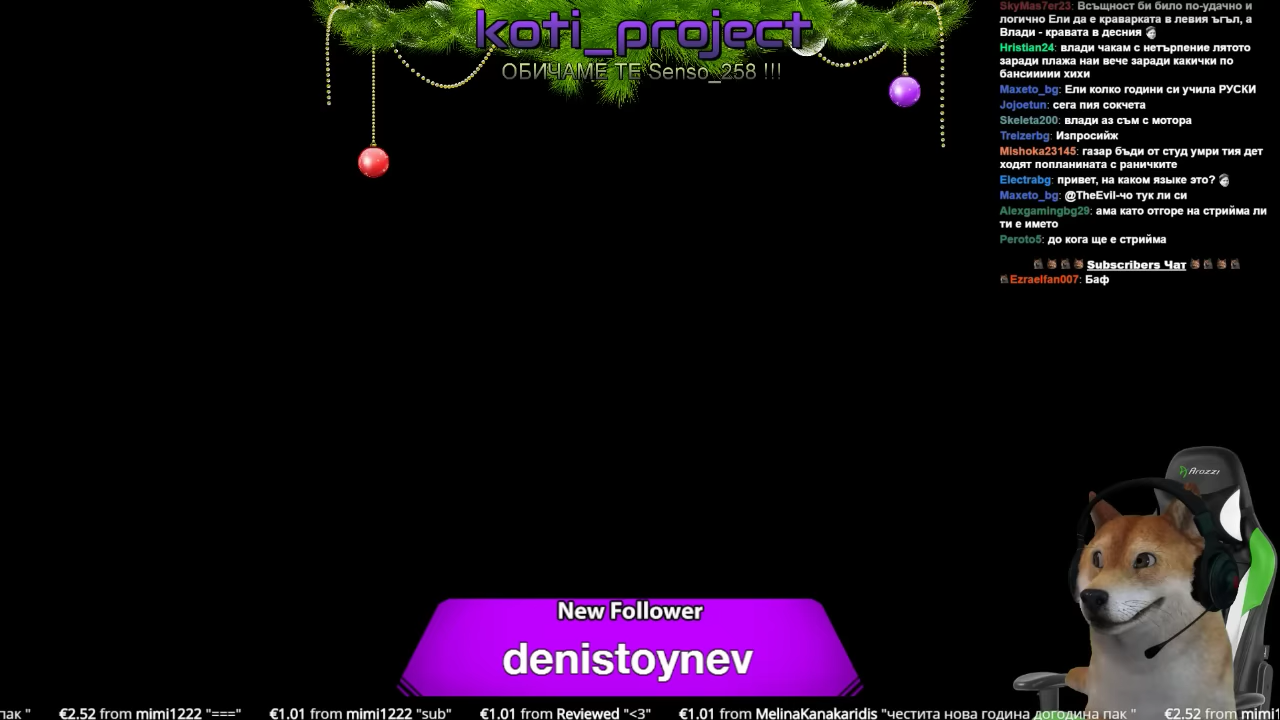 koti_project
ОБИЧАМЕ ТЕ Senso_258 !!!
SkyMas7er23: Всъщност би било по-удачно и
логично Ели да е краварката в левия ъгъл, а
Влади - кравата в десния
Hristian24: влади чакам с нетърпение лятото
заради плажа наи вече заради какички по
бансиииии хихи
Maxeto_bg: Ели колко години си учила РУСКИ
Jojoetun: сега пия сокчета
Skeleta200: влади аз съм с мотора
Treizerbg: Изпросийж
Mishoka23145: газар бъди от студ умри тия дет
ходят попланината с раничките
Electrabg: привет, на каком языке это?
Maxeto_bg: @TheEvil-чо тук ли си
Alexgamingbg29: ама като отгоре на стрийма ли
ти е името
Peroto5: до кога ще е стрийма
Subscribers Чат
Ezraelfan007: Баф
Arozzi
New Follower
denistoynev
пак " €2.52 from mimi1222 "===" €1.01 from mimi1222 "sub" €1.01 from Reviewed "<3" €1.01 from MelinaKanakaridis "честита нова година догодина пак " €2.52 from mimi1